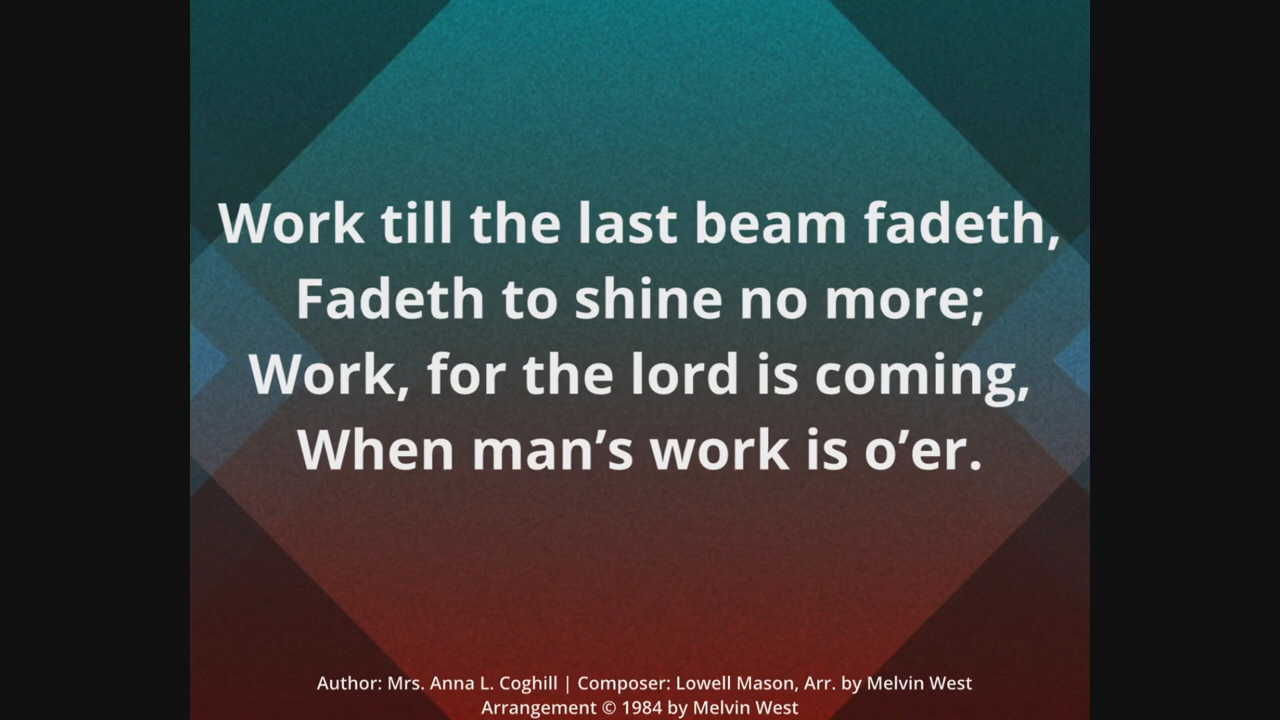 Work till the last beam fadeth,
Fadeth to shine no more;
Work, for the lord is coming,
When man’s work is o’er.
Author: Mrs. Anna L. Coghill | Composer: Lowell Mason, Arr. by Melvin West
Arrangement © 1984 by Melvin West